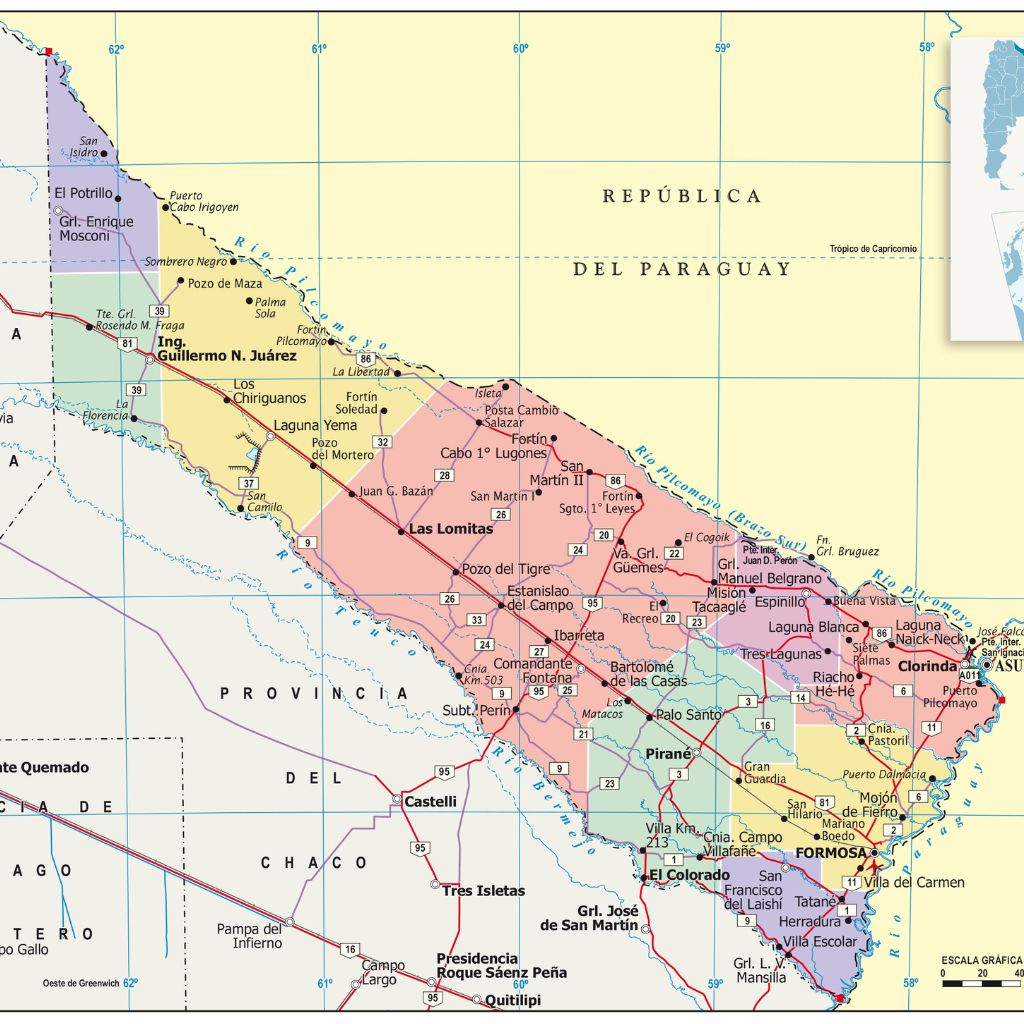 62°
61°
60°
59°
58°
San
Isidro
El Potrillo
Grl. Enrique
Mosconi
Puerto
Cabo Irigoyen
REPÚBLICA
DEL PARAGUAY
Trópico de Capricornio
Río Pilcomayo
Sombrero Negro
Pozo de Maza
Palma
Sola
39
Tte. Grl.
Rosendo M. Fraga
A
81
Ing.
Guillermo N. Juárez
Fortín
Pilcomayo
86
La Libertad
39
Los
Chiriguanos
La
Florencia
Fortín
Soledad
Isleta
Posta Cambio
Salazar
via
A
Laguna Yema
Pozo
del Mortero
32
Fortín
Cabo 1° Lugones
San
Martín II
Río Pilcomayo (Brazo Sur)
37
28
86
San
Camilo
Juan G. Bazán
San Martín I
Fortín
Sgto. 1° Leyes
26
9
Las Lomitas
20
24
El Cogoik
22
Va. Grl.
Güemes
Pte. Inter.
Juan D. Perón
Fn.
Grl. Bruguez
Río Teuco
Pozo del Tigre
Grl.
Manuel Belgrano
Río Pilcomayo
26
Estanislao
del Campo
95
El
Recreo
20
23
Misión
Tacaaglé
Espinillo
Buena Vista
33
24
27
Ibarreta
Laguna Blanca
86
Laguna
Naick-Neck
José Falcó
Pte. Inter.
San Ignaci
Tres Lagunas
Siete
Palmas
Clorinda
ASU
A011
Cnia.
Km.503
Comandante
Fontana
Bartolomé
de las Casas
Riacho
Hé-Hé
Puerto
Pilcomayo
9
95
25
Los
Matacos
3
14
6
PROVINCIA
Subt. Perín
Palo Santo
16
2
11
21
Cnia.
Pastoril
Pirané
Río Bermejo
9
95
23
3
Gran
Guardia
Puerto Dalmacia
nte Quemado
DEL
81
6
CIA DE
Castelli
San
Hilario
Mojón
de Fierro
Río Paraguay
Villa Km.
213
Cnia. Campo
Villafañe
Mariano
Boedo
2
95
1
FORMOSA
AGO
CHACO
El Colorado
San
Francisco
del Laishí
11
Villa del Carmen
Tres Isletas
Tatané
1
Grl. José
de San Martín
9
Herradura
Pampa del
Infierno
TERO
po Gallo
16
Villa Escolar
Campo
Largo
Presidencia
Roque Sáenz Peña
Grl. L. V.
Mansilla
ESCALA GRÁFICA
0 20 40
Oeste de Greenwich
62°
61°
60°
58°
95
Quitilipi